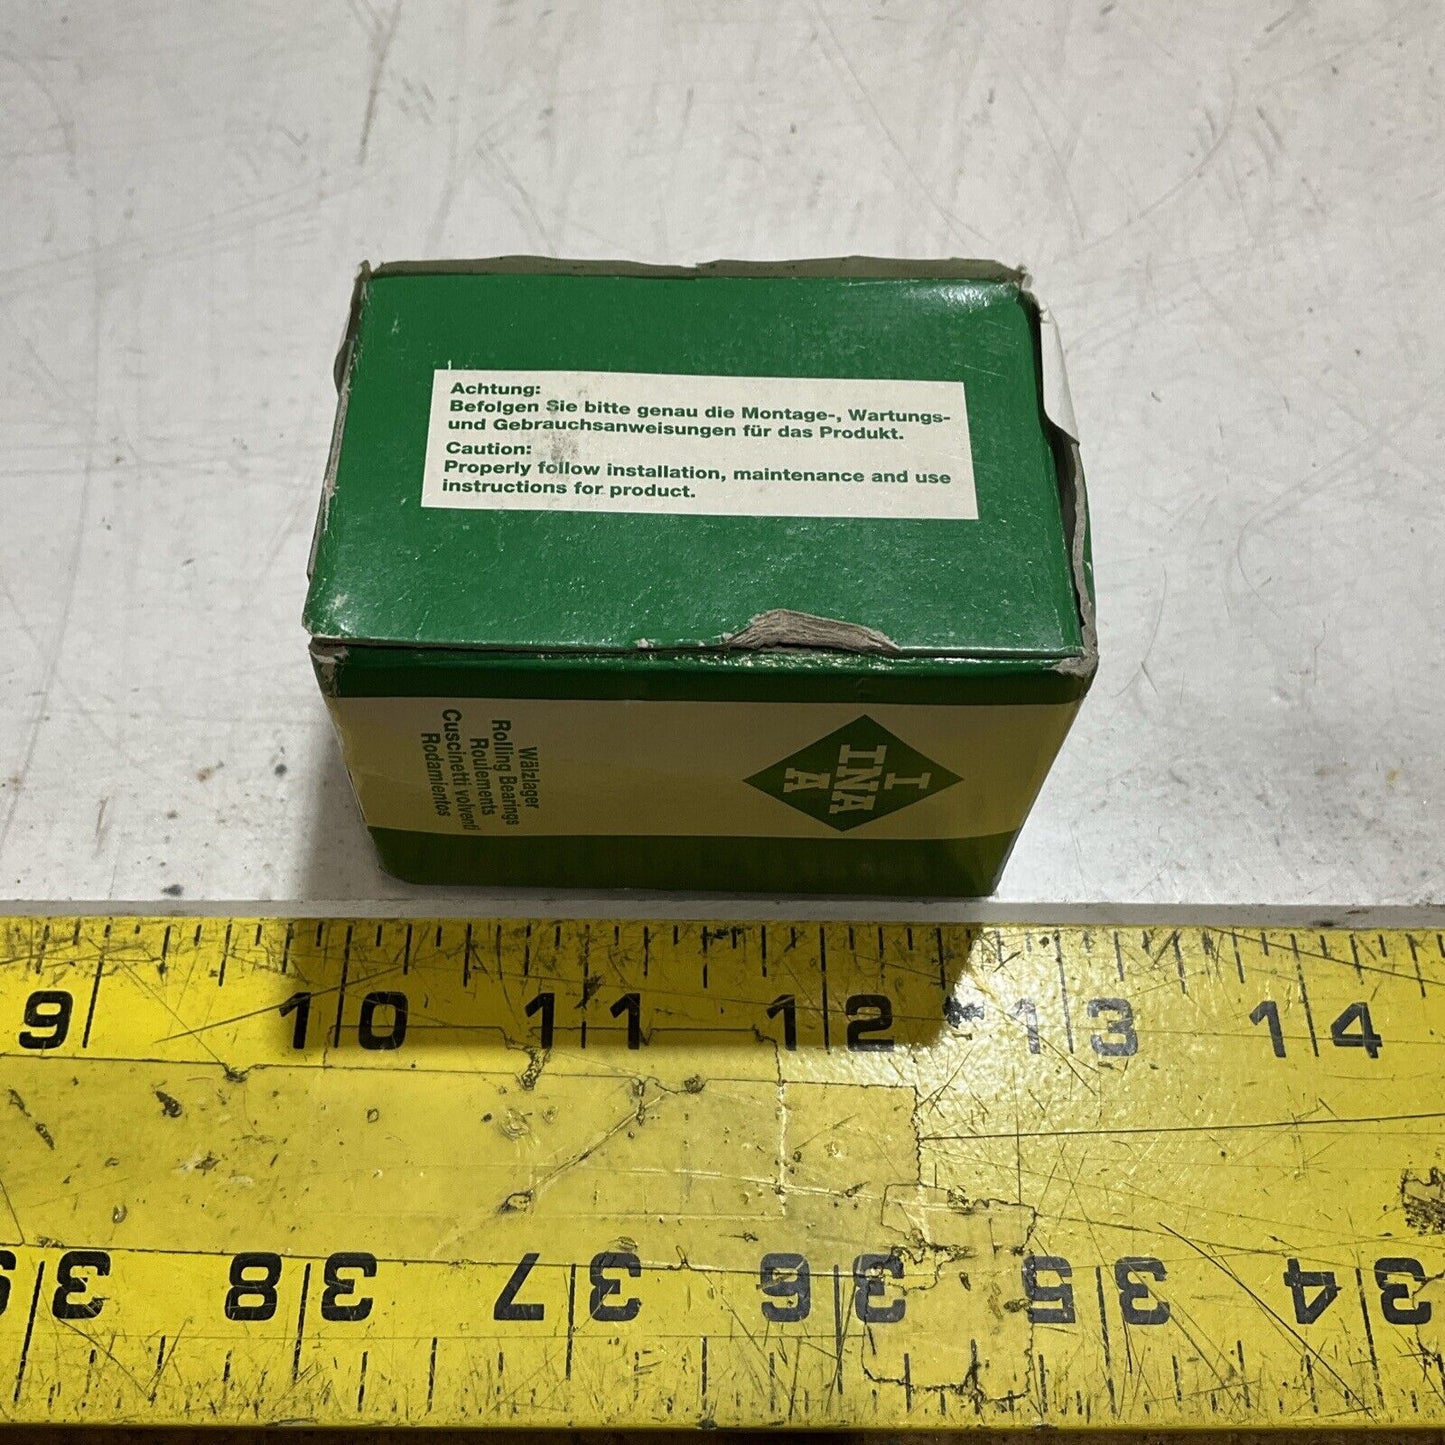 Achtung:
Befolgen Sie bitte genau die Montage-, Wartungs-
und Gebrauchsanweisungen für das Produkt.
Caution:
Properly follow installation, maintenance and use
instructions for product.
Wälzlager
Rolling Bearings
Roulements
Cuscinetti volventi
Rodamientos
I
INA
A
9 10 11 12 13 14
38 37 36 35 34